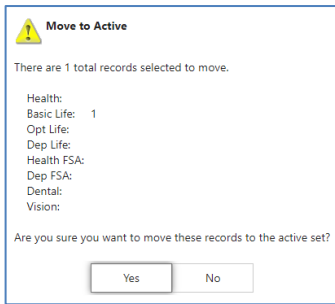 Move to Active
There are 1 total records selected to move.
Health:
Basic Life: 1
Opt Life:
Dep Life:
Health FSA:
Dep FSA:
Dental:
Vision:
Are you sure you want to move these records to the active set?
Yes No